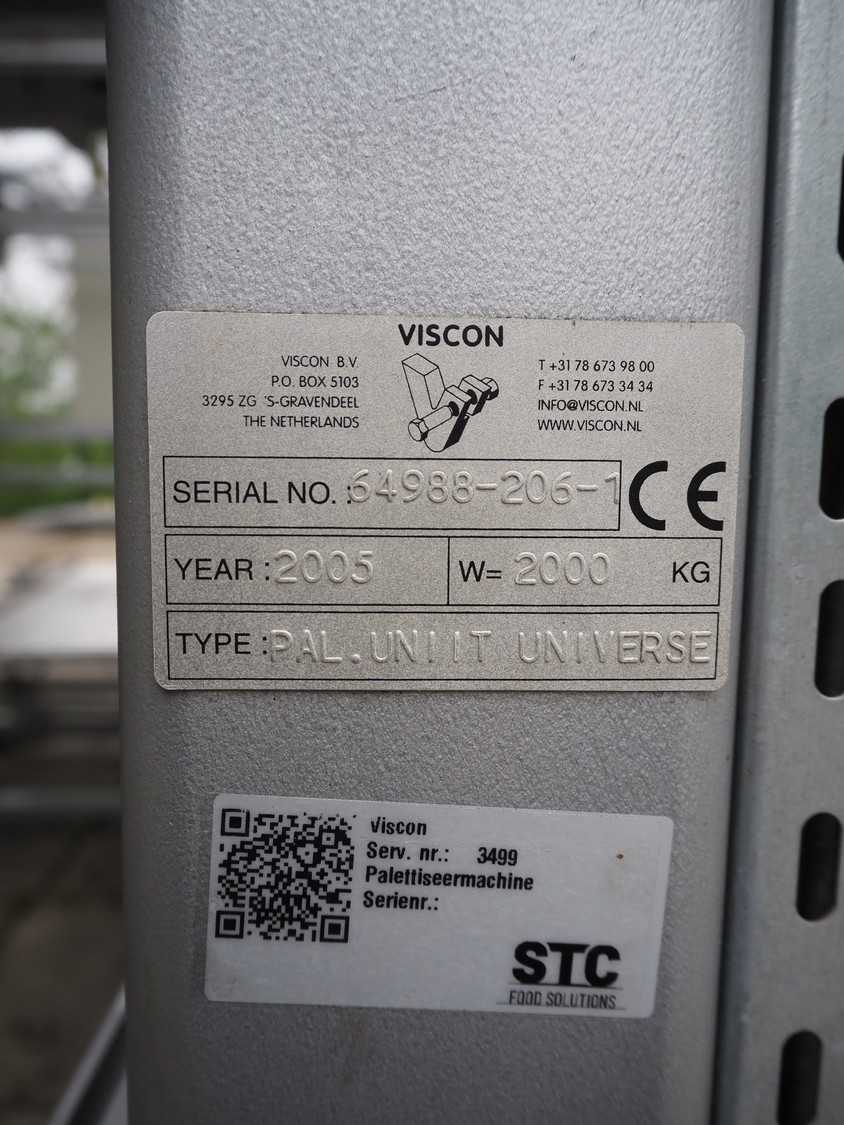 VISCON
VISCON B.V.
P.O. BOX 5103
3295 ZG 'S-GRAVENDEEL
THE NETHERLANDS
T +31 78 673 98 00
F +31 78 673 34 34
INFO@VISCON.NL
WWW.VISCON.NL
SERIAL NO. :64988-206-1
CE
YEAR :2005 W= 2000 KG
TYPE :PAL.UNIIT UNIVERSE
Viscon
Serv. nr.: 3499
Palettiseermachine
Serienr.:
STC
FOOD SOLUTIONS